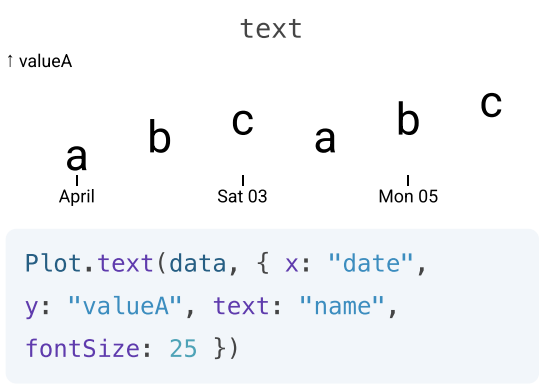 text
↑ valueA
a b c a b c
April Sat 03 Mon 05
Plot.text(data, { x: "date",
y: "valueA", text: "name",
fontSize: 25 })